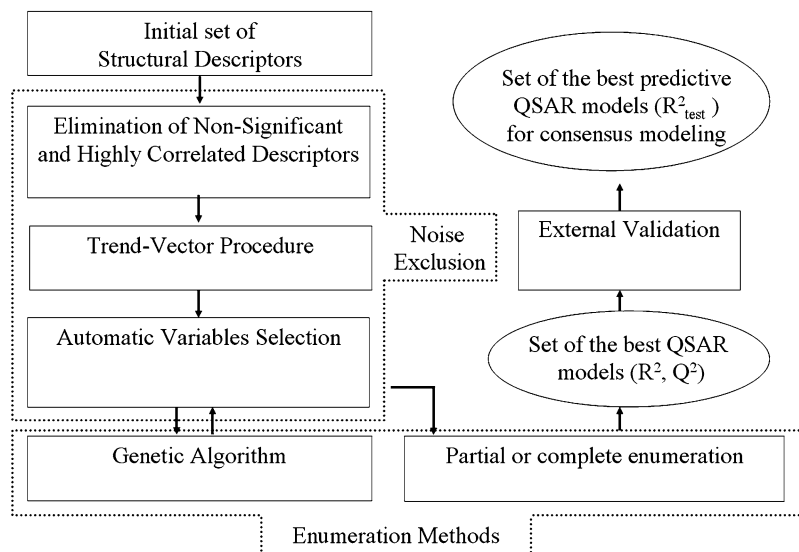 Initial set of
Structural Descriptors
Elimination of Non-Significant
and Highly Correlated Descriptors
Trend-Vector Procedure
Noise
Exclusion
Automatic Variables Selection
Genetic Algorithm
Partial or complete enumeration
Enumeration Methods
Set of the best QSAR
models (R², Q²)
External Validation
Set of the best predictive
QSAR models (R²test )
for consensus modeling